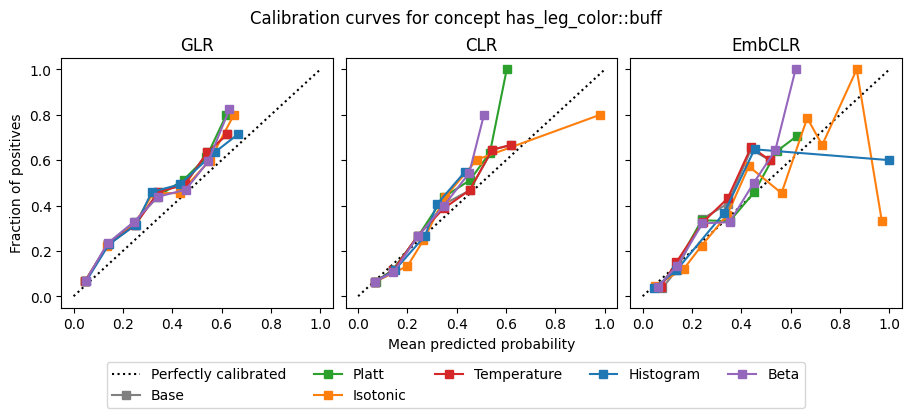 Calibration curves for concept has_leg_color::buff
GLR
CLR
EmbCLR
Fraction of positives
1.0
0.8
0.6
0.4
0.2
0.0
0.0 0.2 0.4 0.6 0.8 1.0
0.0 0.2 0.4 0.6 0.8 1.0
0.0 0.2 0.4 0.6 0.8 1.0
Mean predicted probability
Perfectly calibrated Platt Temperature Histogram Beta
Base Isotonic